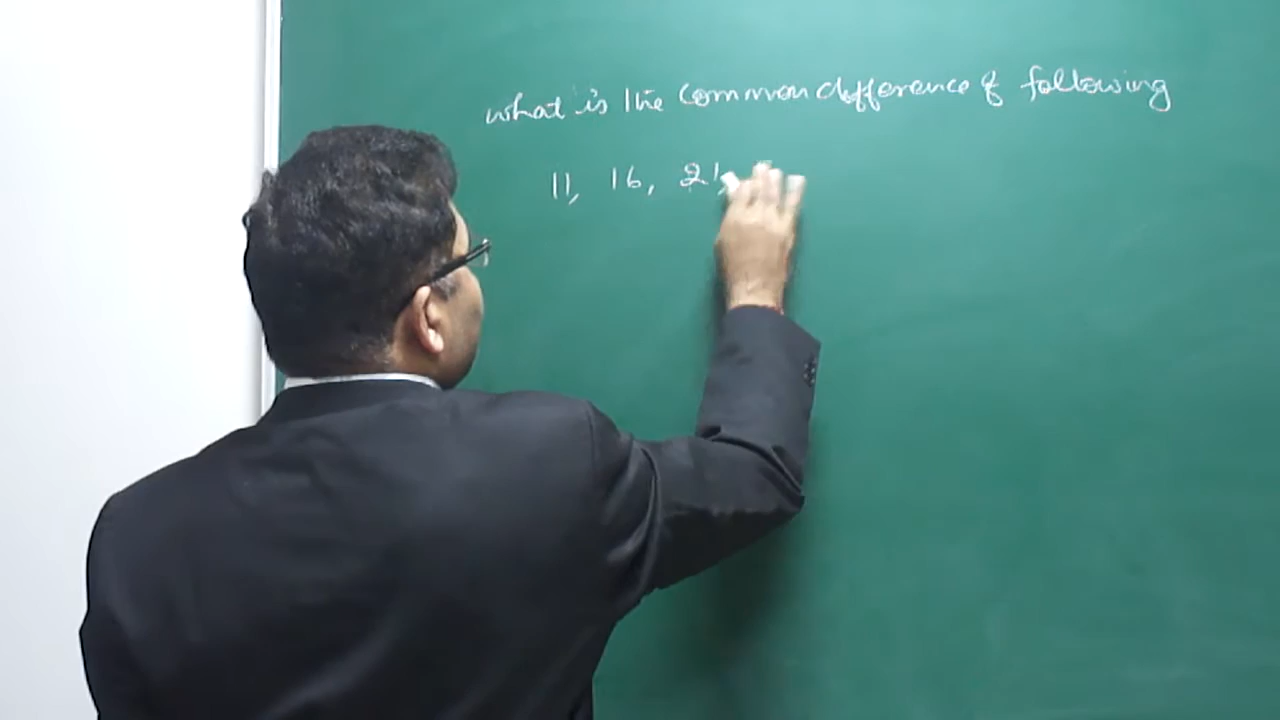 what is the common difference of following
11, 16, 21,